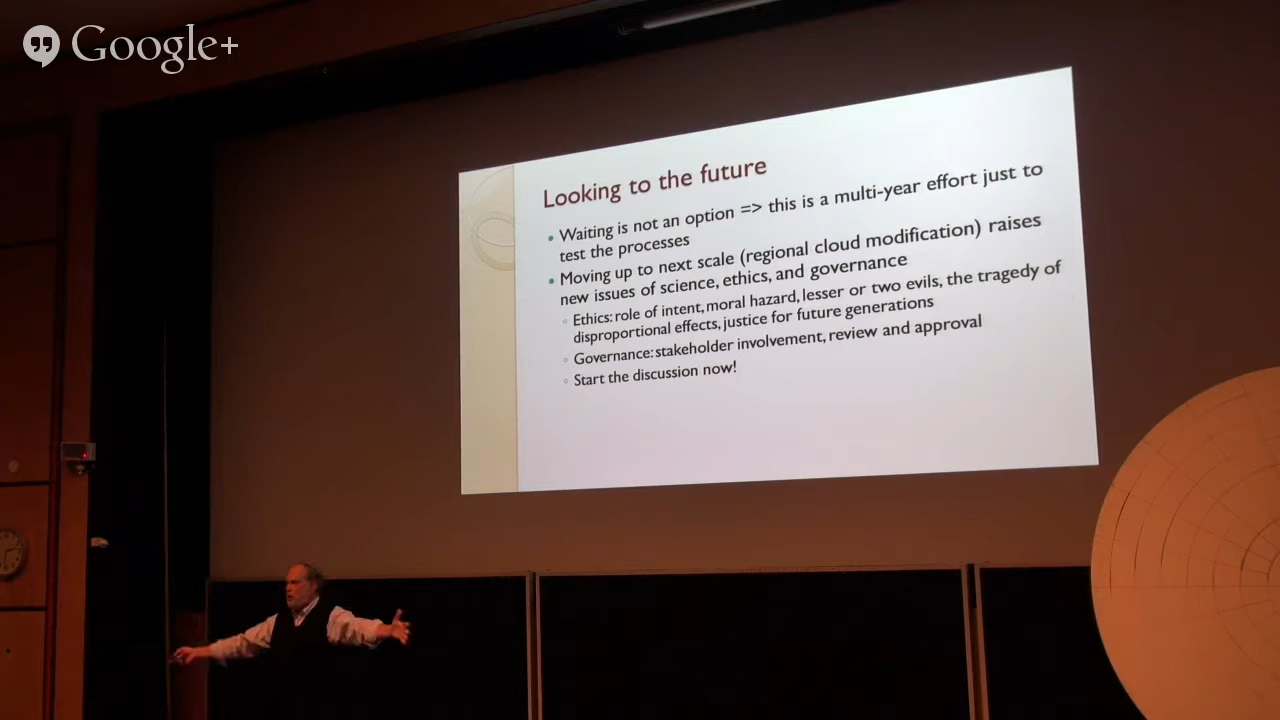 Google+
Looking to the future
Waiting is not an option => this is a multi-year effort just to
test the processes
Moving up to next scale (regional cloud modification) raises
new issues of science, ethics, and governance
Ethics: role of intent, moral hazard, lesser or two evils, the tragedy of
disproportional effects, justice for future generations
Governance: stakeholder involvement, review and approval
Start the discussion now!